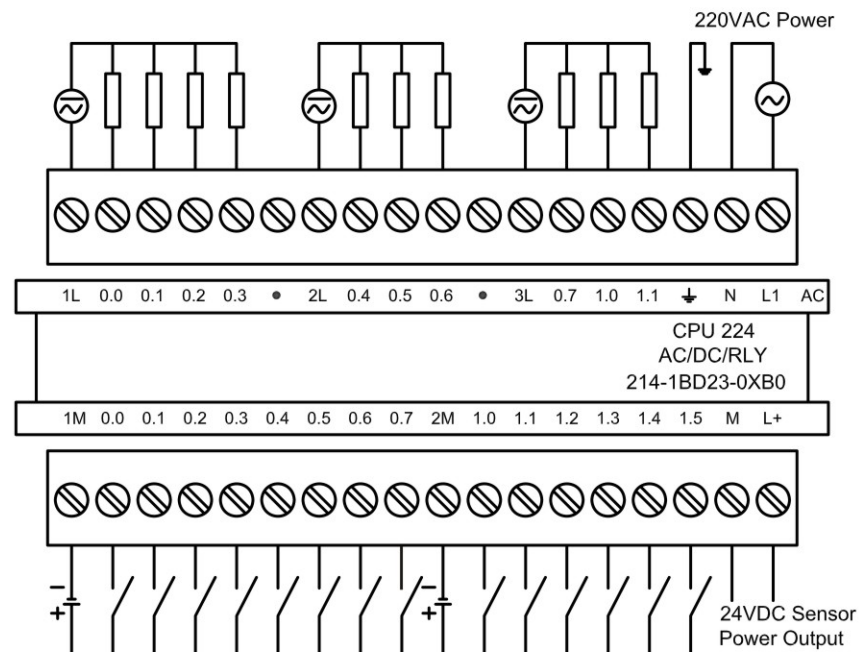 220VAC Power
1L 0.0 0.1 0.2 0.3 • 2L 0.4 0.5 0.6 • 3L 0.7 1.0 1.1 ⏚ N L1 AC
CPU 224
AC/DC/RLY
214-1BD23-0XB0
1M 0.0 0.1 0.2 0.3 0.4 0.5 0.6 0.7 2M 1.0 1.1 1.2 1.3 1.4 1.5 M L+
− −
+ +
24VDC Sensor
Power Output